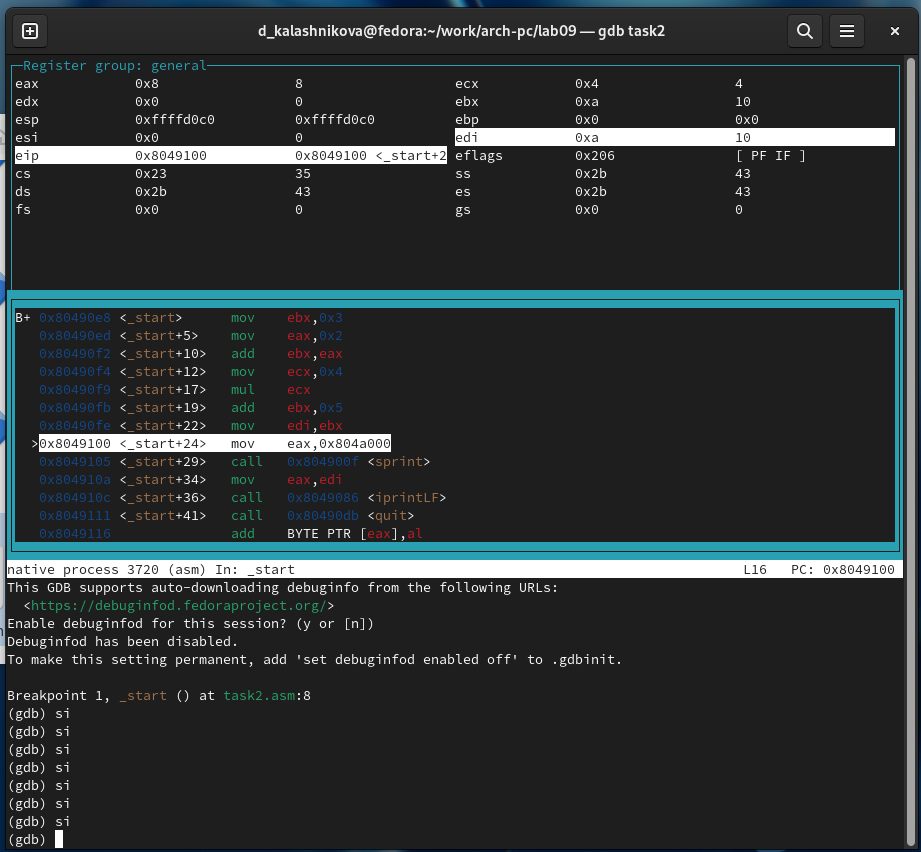 d_kalashnikova@fedora:~/work/arch-pc/lab09 — gdb task2
Register group: general
eax 0x8 8 ecx 0x4 4
edx 0x0 0 ebx 0xa 10
esp 0xffffd0c0 0xffffd0c0 ebp 0x0 0x0
esi 0x0 0 edi 0xa 10
eip 0x8049100 0x8049100 <_start+2 eflags 0x206 [ PF IF ]
cs 0x23 35 ss 0x2b 43
ds 0x2b 43 es 0x2b 43
fs 0x0 0 gs 0x0 0
B+ 0x80490e8 <_start> mov ebx,0x3
0x80490ed <_start+5> mov eax,0x2
0x80490f2 <_start+10> add ebx,eax
0x80490f4 <_start+12> mov ecx,0x4
0x80490f9 <_start+17> mul ecx
0x80490fb <_start+19> add ebx,0x5
0x80490fe <_start+22> mov edi,ebx
>0x8049100 <_start+24> mov eax,0x804a000
0x8049105 <_start+29> call 0x804900f <sprint>
0x804910a <_start+34> mov eax,edi
0x804910c <_start+36> call 0x8049086 <iprintLF>
0x8049111 <_start+41> call 0x80490db <quit>
0x8049116 add BYTE PTR [eax],al
native process 3720 (asm) In: _start L16 PC: 0x8049100
This GDB supports auto-downloading debuginfo from the following URLs:
<https://debuginfod.fedoraproject.org/>
Enable debuginfod for this session? (y or [n])
Debuginfod has been disabled.
To make this setting permanent, add 'set debuginfod enabled off' to .gdbinit.
Breakpoint 1, _start () at task2.asm:8
(gdb) si
(gdb) si
(gdb) si
(gdb) si
(gdb) si
(gdb) si
(gdb) si
(gdb)